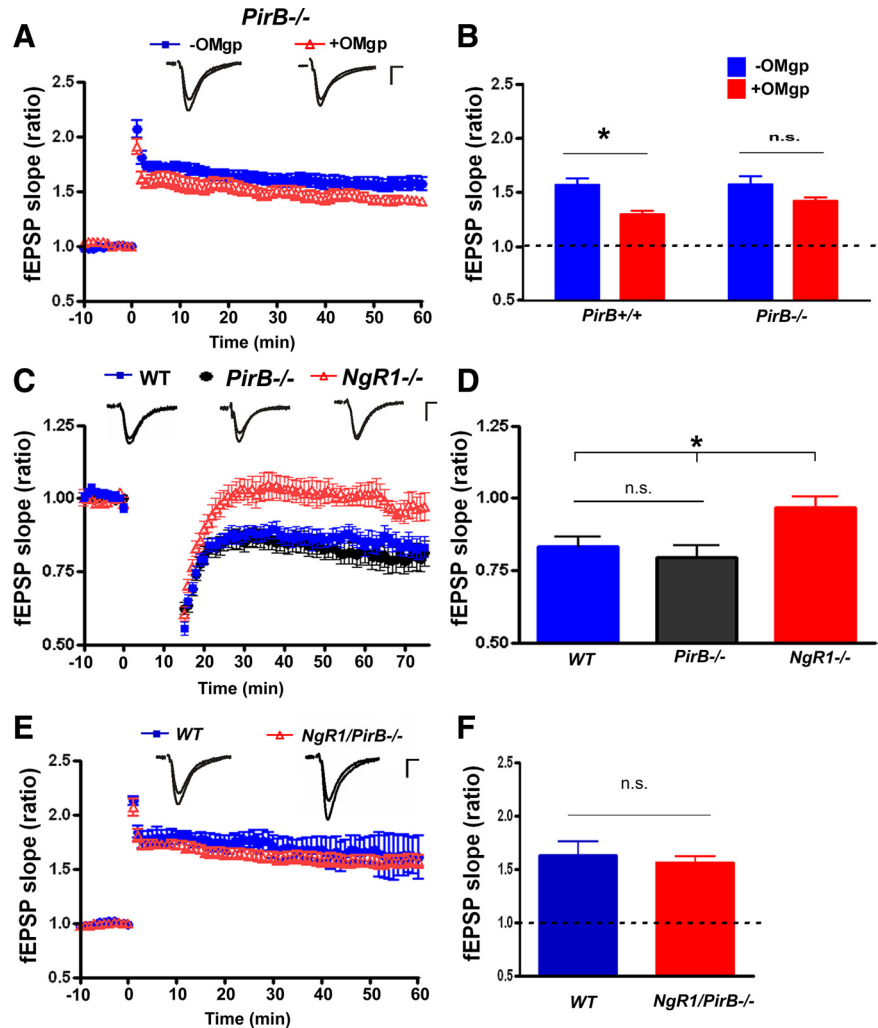 A
PirB-/-
-OMgp
+OMgp
fEPSP slope (ratio)
2.5
2.0
1.5
1.0
0.5
-10 0 10 20 30 40 50 60
Time (min)
B
-OMgp
+OMgp
fEPSP slope (ratio)
2.5
2.0
1.5
1.0
0.5
*
n.s.
PirB+/+
PirB-/-
C
WT
PirB-/-
NgR1-/-
fEPSP slope (ratio)
1.25
1.00
0.75
0.50
-10 0 10 20 30 40 50 60 70
Time (min)
D
fEPSP slope (ratio)
1.25
1.00
0.75
0.50
*
n.s.
WT
PirB-/-
NgR1-/-
E
WT
NgR1/PirB-/-
fEPSP slope (ratio)
2.5
2.0
1.5
1.0
0.5
-10 0 10 20 30 40 50 60
Time (min)
F
fEPSP slope (ratio)
2.5
2.0
1.5
1.0
0.5
n.s.
WT
NgR1/PirB-/-